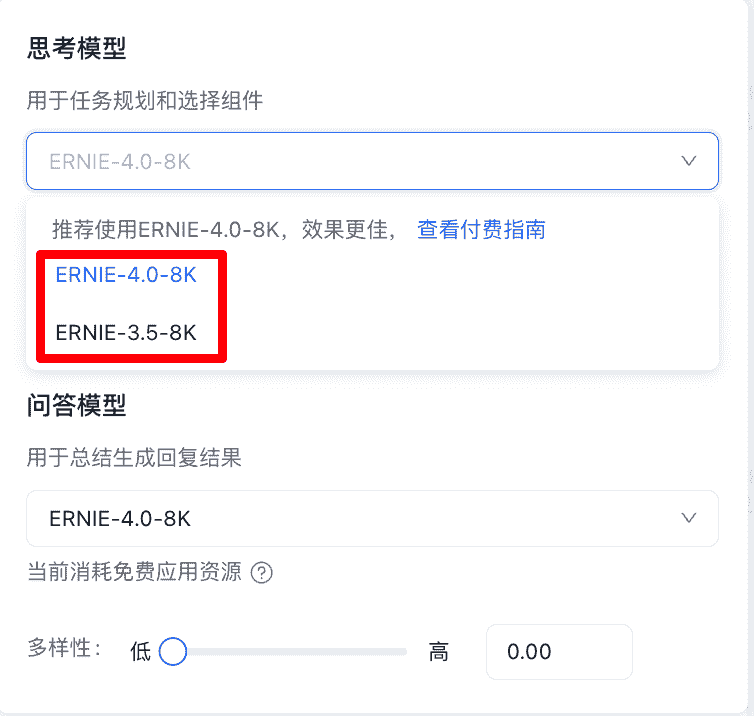 思考模型
用于任务规划和选择组件
ERNIE-4.0-8K
推荐使用ERNIE-4.0-8K，效果更佳， 查看付费指南
ERNIE-4.0-8K
ERNIE-3.5-8K
问答模型
用于总结生成回复结果
ERNIE-4.0-8K
当前消耗免费应用资源 ?
多样性： 低 高 0.00